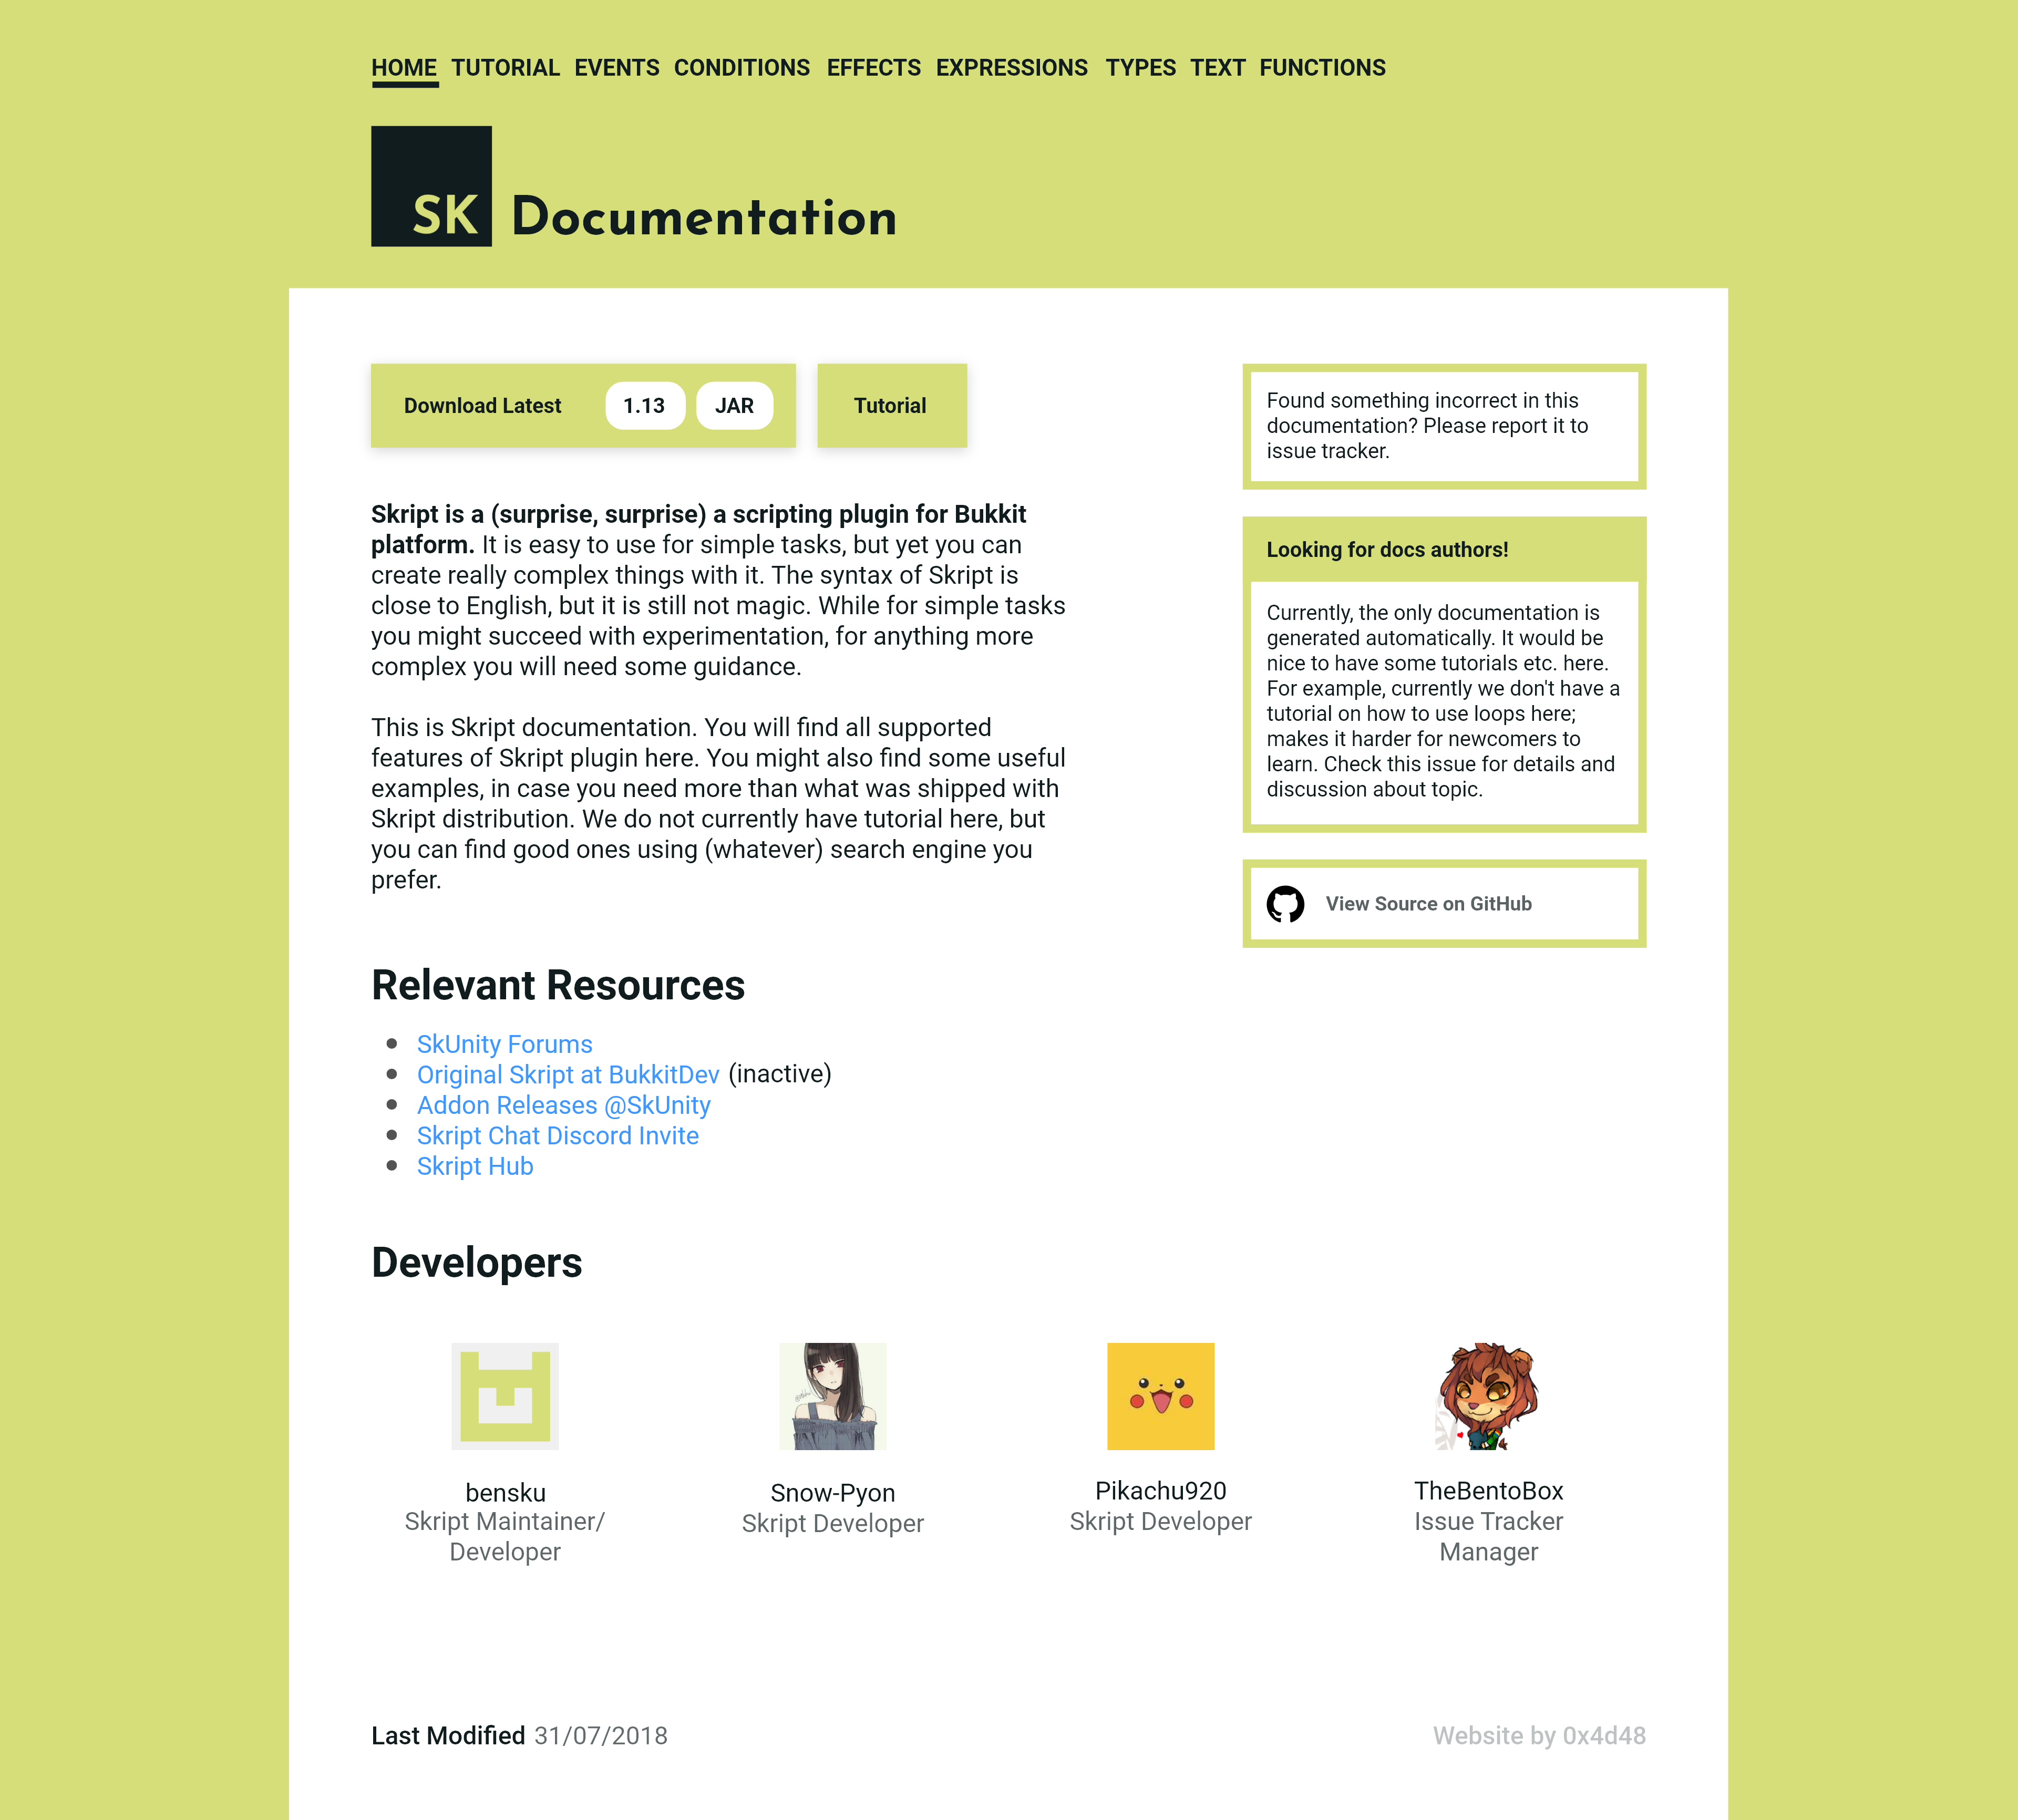 HOME TUTORIAL EVENTS CONDITIONS EFFECTS EXPRESSIONS TYPES TEXT FUNCTIONS
SK Documentation
Download Latest 1.13 JAR Tutorial
Skript is a (surprise, surprise) a scripting plugin for Bukkit
platform. It is easy to use for simple tasks, but yet you can
create really complex things with it. The syntax of Skript is
close to English, but it is still not magic. While for simple tasks
you might succeed with experimentation, for anything more
complex you will need some guidance.
This is Skript documentation. You will find all supported
features of Skript plugin here. You might also find some useful
examples, in case you need more than what was shipped with
Skript distribution. We do not currently have tutorial here, but
you can find good ones using (whatever) search engine you
prefer.
Found something incorrect in this
documentation? Please report it to
issue tracker.
Looking for docs authors!
Currently, the only documentation is
generated automatically. It would be
nice to have some tutorials etc. here.
For example, currently we don't have a
tutorial on how to use loops here;
makes it harder for newcomers to
learn. Check this issue for details and
discussion about topic.
View Source on GitHub
Relevant Resources
SkUnity Forums
Original Skript at BukkitDev (inactive)
Addon Releases @SkUnity
Skript Chat Discord Invite
Skript Hub
Developers
bensku
Skript Maintainer/
Developer
Snow-Pyon
Skript Developer
Pikachu920
Skript Developer
TheBentoBox
Issue Tracker
Manager
Last Modified 31/07/2018
Website by 0x4d48